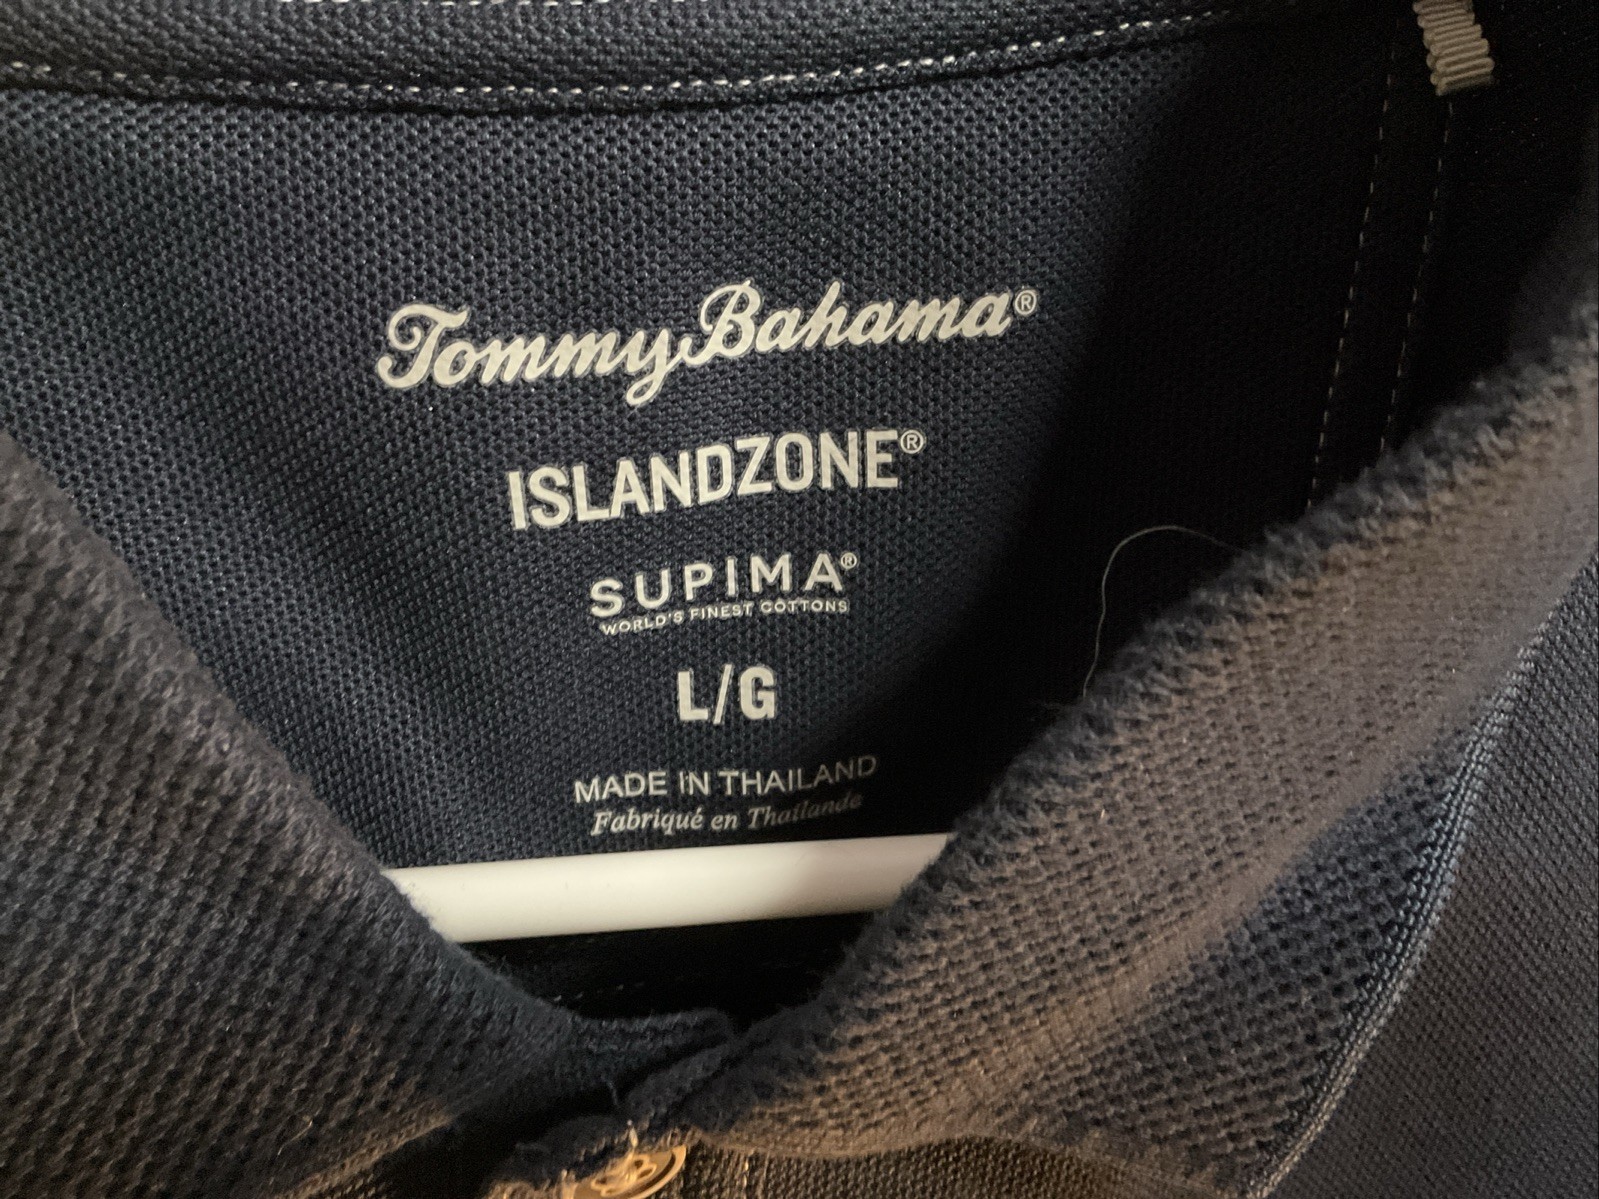 Tommy Bahama®
ISLANDZONE®
SUPIMA®
WORLD'S FINEST COTTONS
L/G
MADE IN THAILAND
Fabriqué en Thaïlande